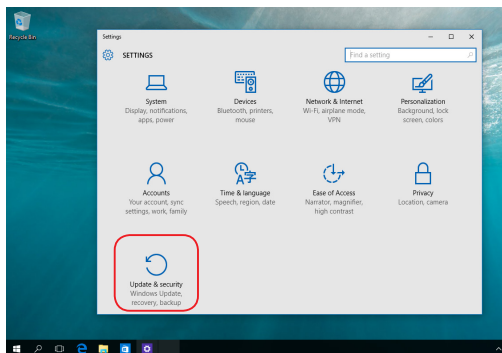 Recycle Bin
Settings
SETTINGS
Find a setting
System
Display, notifications,
apps, power
Devices
Bluetooth, printers,
mouse
Network & Internet
Wi-Fi, airplane mode,
VPN
Personalization
Background, lock
screen, colors
Accounts
Your account, sync
settings, work, family
Time & language
Speech, region, date
Ease of Access
Narrator, magnifier,
high contrast
Privacy
Location, camera
Update & security
Windows Update,
recovery, backup